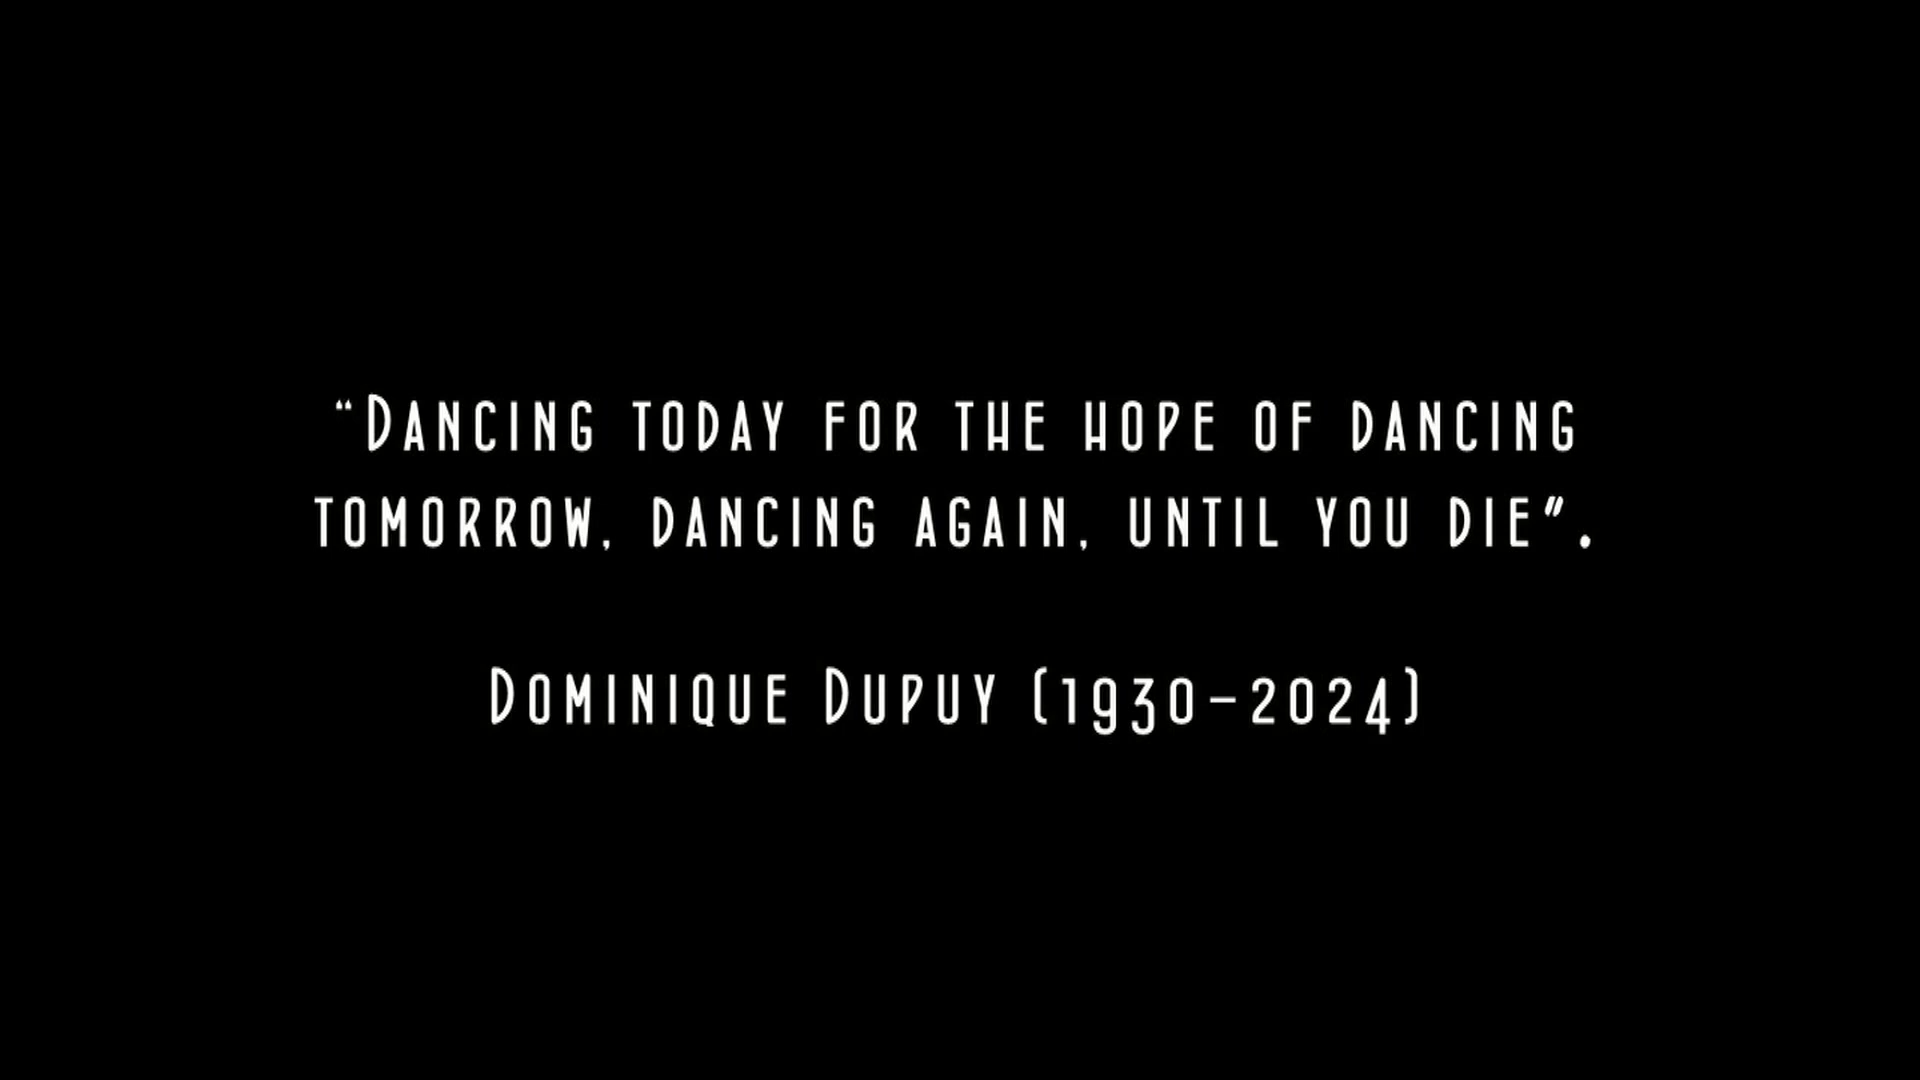 “Dancing today for the hope of dancing
tomorrow, dancing again, until you die”.
Dominique Dupuy (1930-2024)